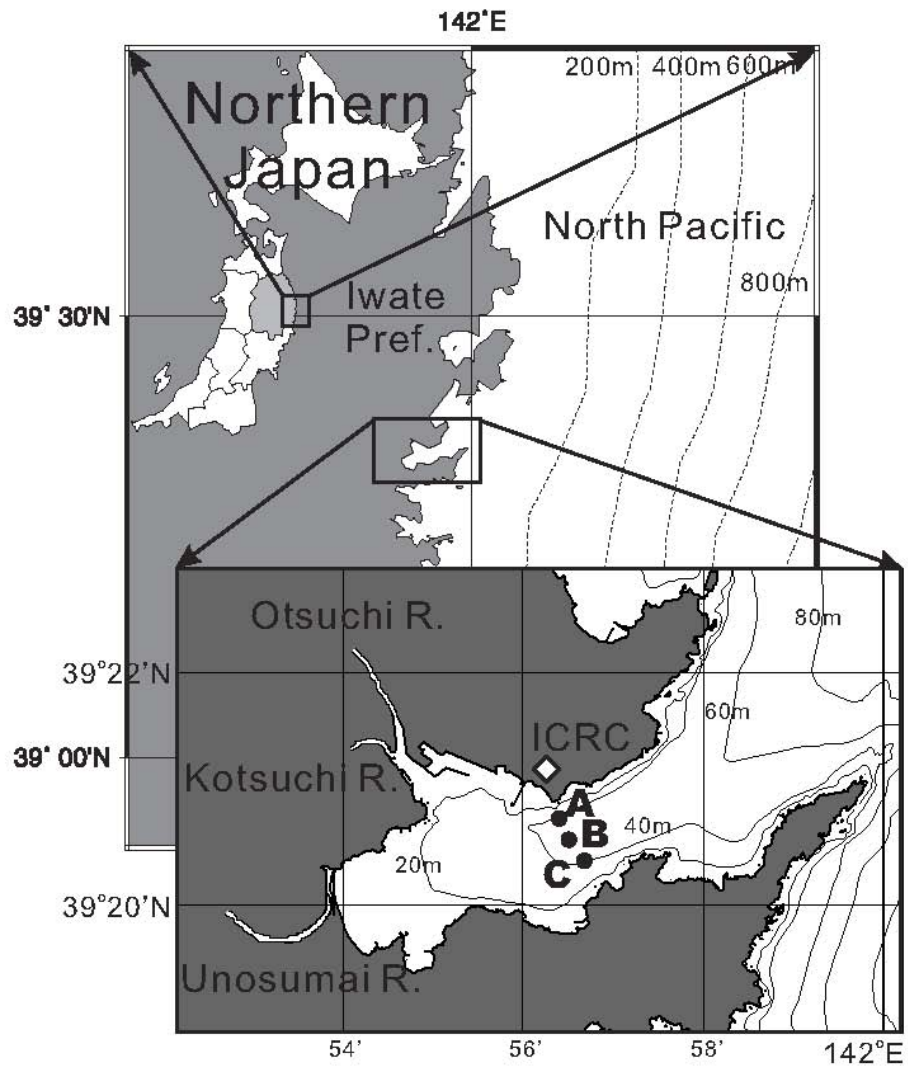 142°E
200m 400m 600m
Northern
Japan
North Pacific
800m
Iwate
Pref.
39° 30'N
Otsuchi R.
80m
39°22'N
60m
ICRC
39° 00'N
Kotsuchi R.
A
B
40m
20m
C
39°20'N
Unosumai R.
54' 56' 58' 142°E